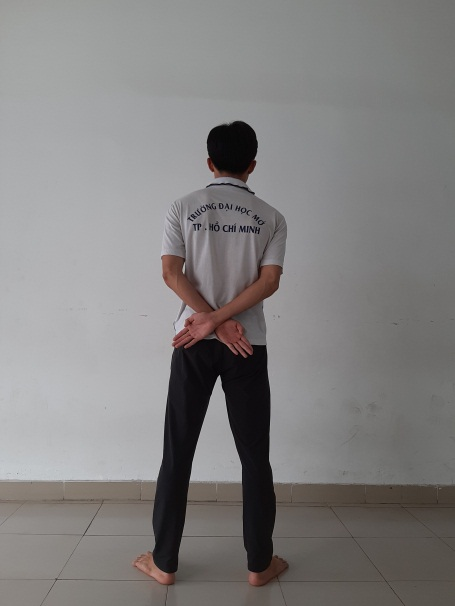 TRƯỜNG ĐẠI HỌC MỞ
TP . HỒ CHÍ MINH